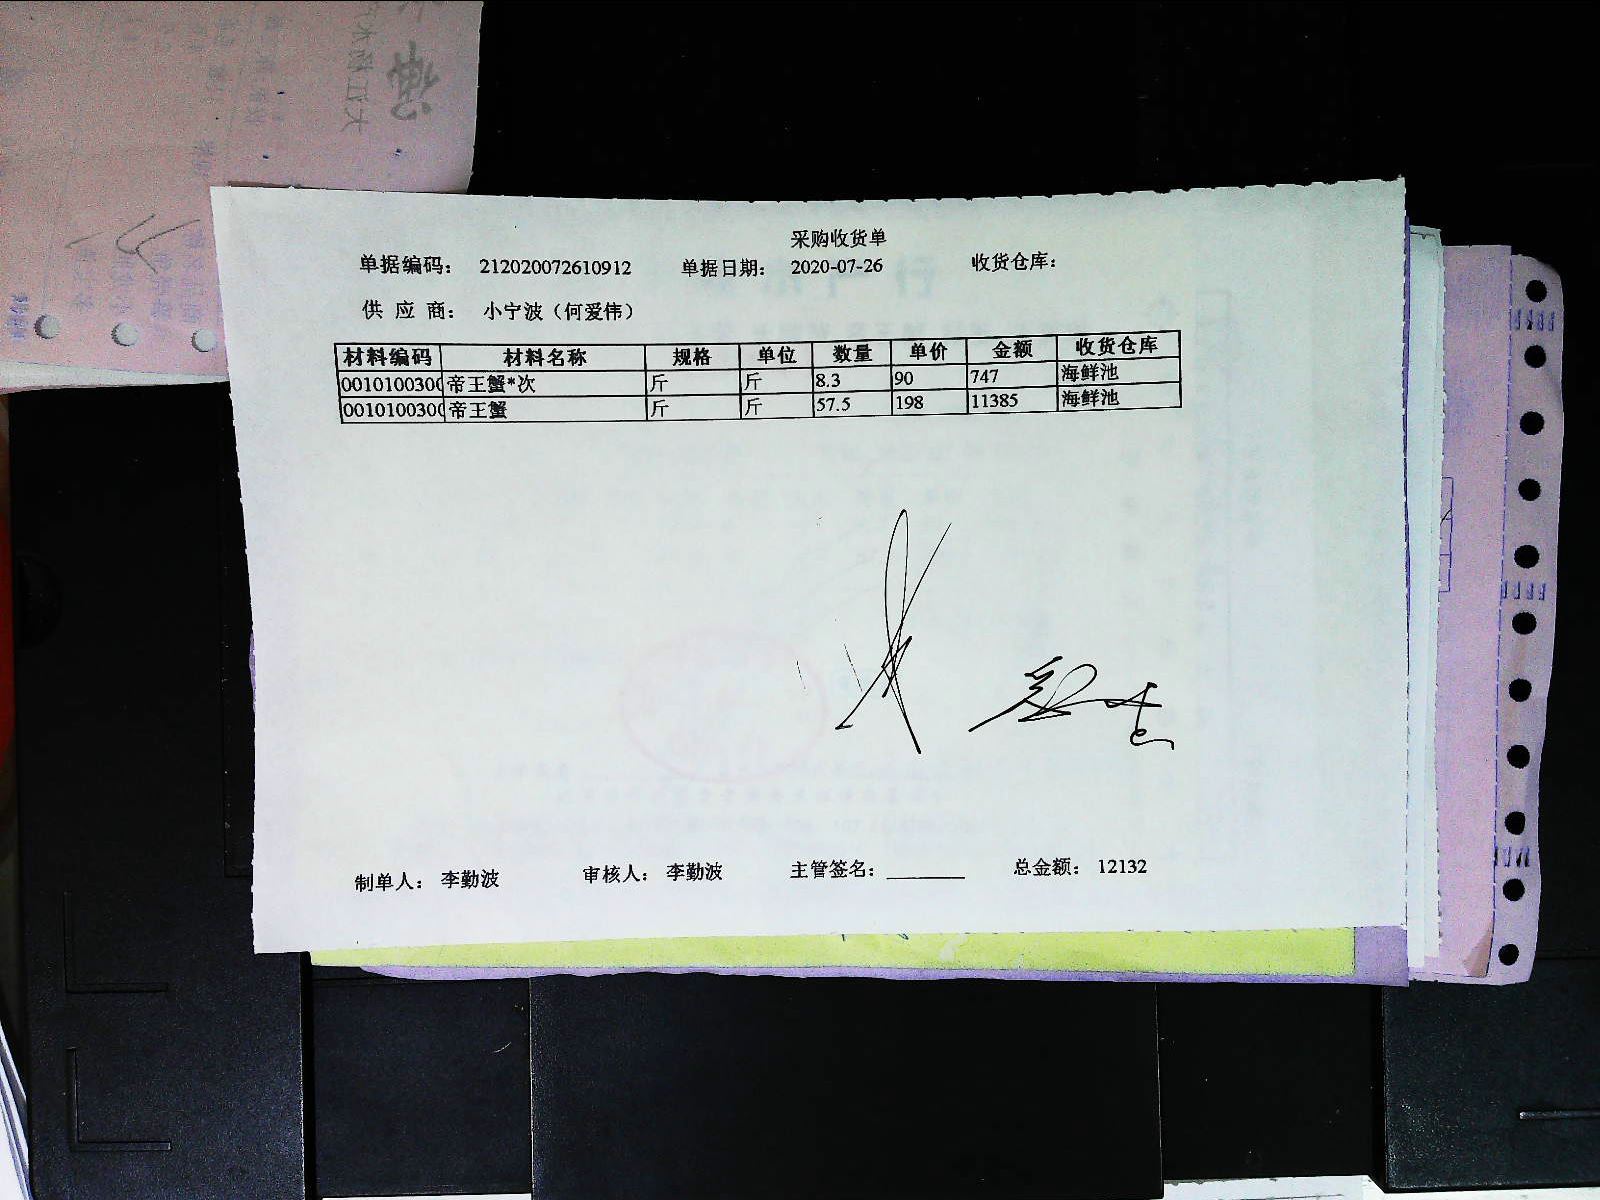 采购收货单
单据编码： 212020072610912 单据日期： 2020-07-26 收货仓库：
供 应 商： 小宁波（何爱伟）
材料编码 材料名称 规格 单位 数量 单价 金额 收货仓库
0010100300 帝王蟹*次 斤 斤 8.3 90 747 海鲜池
0010100300 帝王蟹 斤 斤 57.5 198 11385 海鲜池
制单人： 李勤波 审核人： 李勤波 主管签名： 总金额： 12132